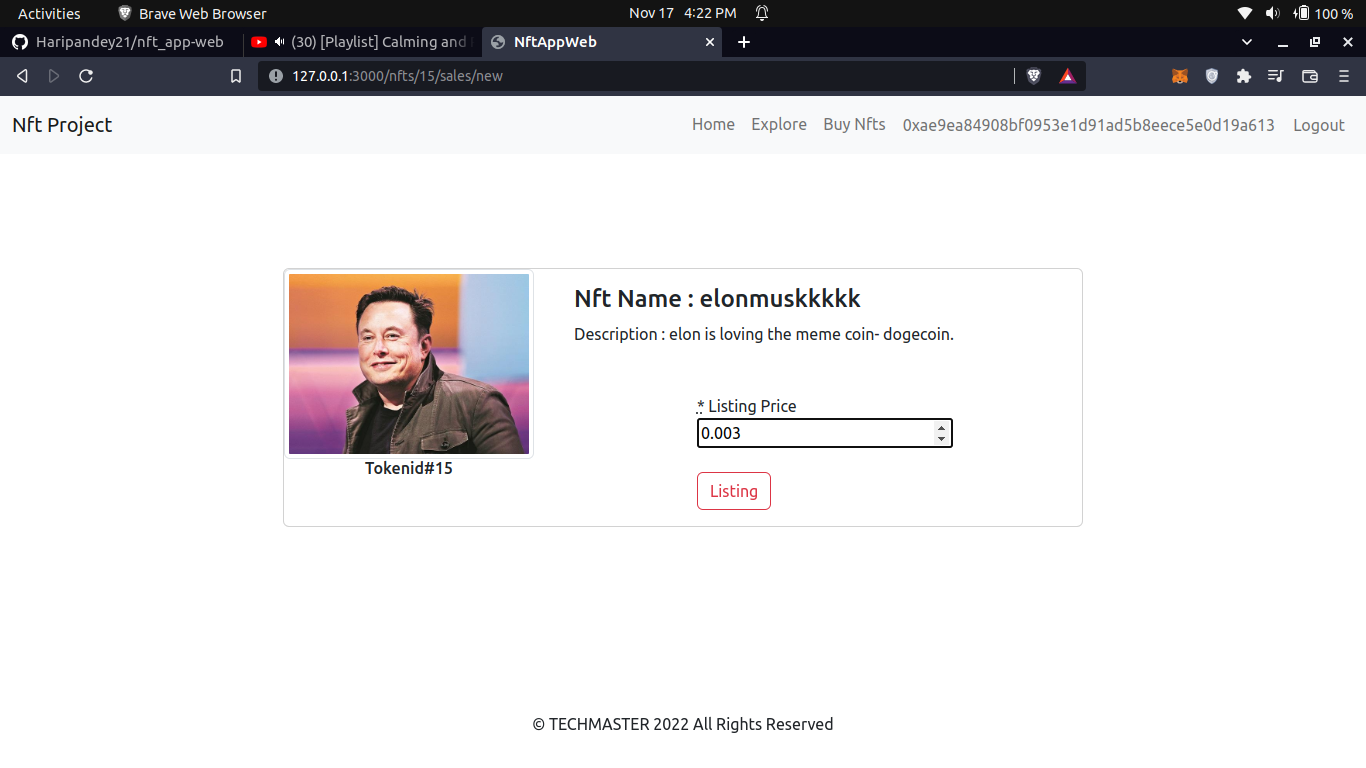 Activities Brave Web Browser Nov 17 4:22 PM 100 %
Haripandey21/nft_app-web (30) [Playlist] Calming and NftAppWeb
127.0.0.1:3000/nfts/15/sales/new
Nft Project Home Explore Buy Nfts 0xae9ea84908bf0953e1d91ad5b8eece5e0d19a613 Logout
Nft Name : elonmuskkkkk
Description : elon is loving the meme coin- dogecoin.
* Listing Price
0.003
Tokenid#15
Listing
© TECHMASTER 2022 All Rights Reserved